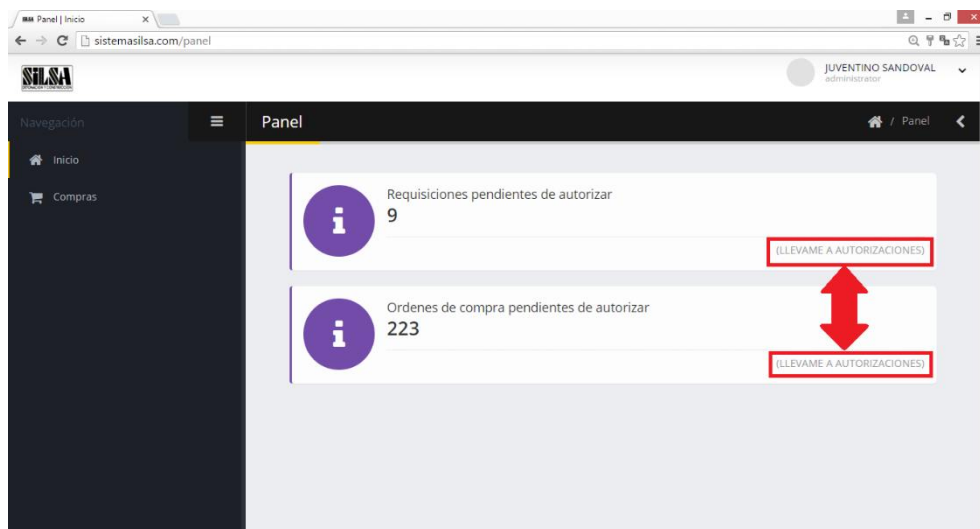 Panel | Inicio
sistemasilsa.com/panel
SILSA
JUVENTINO SANDOVAL
administrator
Navegación
Panel
/ Panel
Inicio
Compras
Requisiciones pendientes de autorizar
9
(LLEVAME A AUTORIZACIONES)
Ordenes de compra pendientes de autorizar
223
(LLEVAME A AUTORIZACIONES)